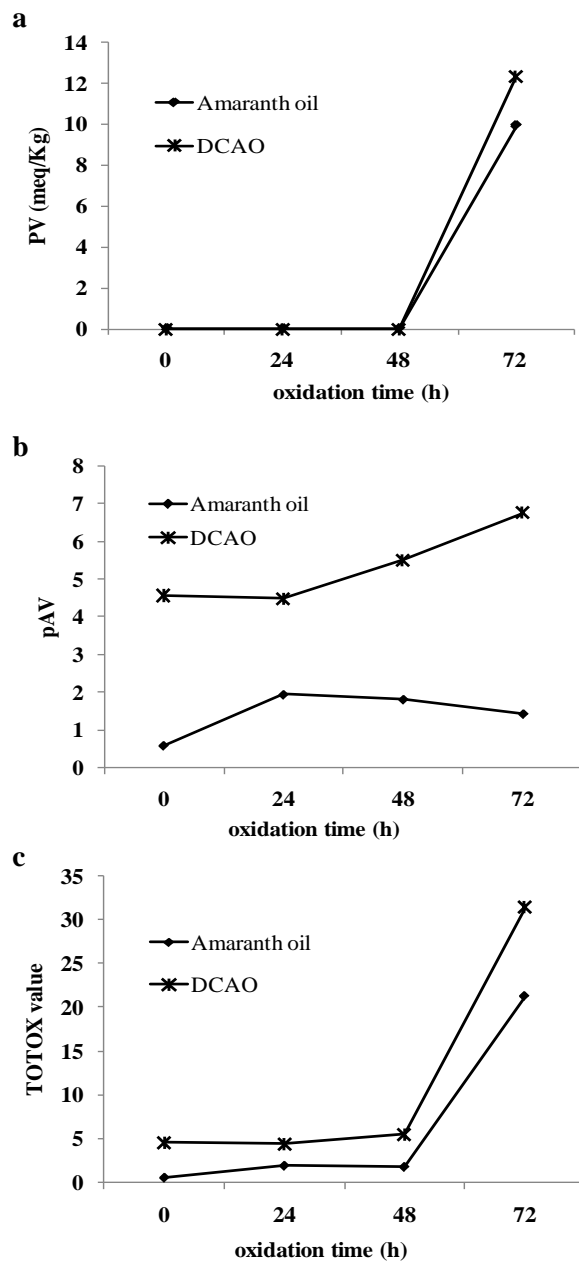 a
14
12
10
8
6
4
2
0
PV (meq/Kg)
Amaranth oil
DCAO
0 24 48 72
oxidation time (h)
b
8
7
6
5
4
3
2
1
0
pAV
Amaranth oil
DCAO
0 24 48 72
oxidation time (h)
c
35
30
25
20
15
10
5
0
TOTOX value
Amaranth oil
DCAO
0 24 48 72
oxidation time (h)